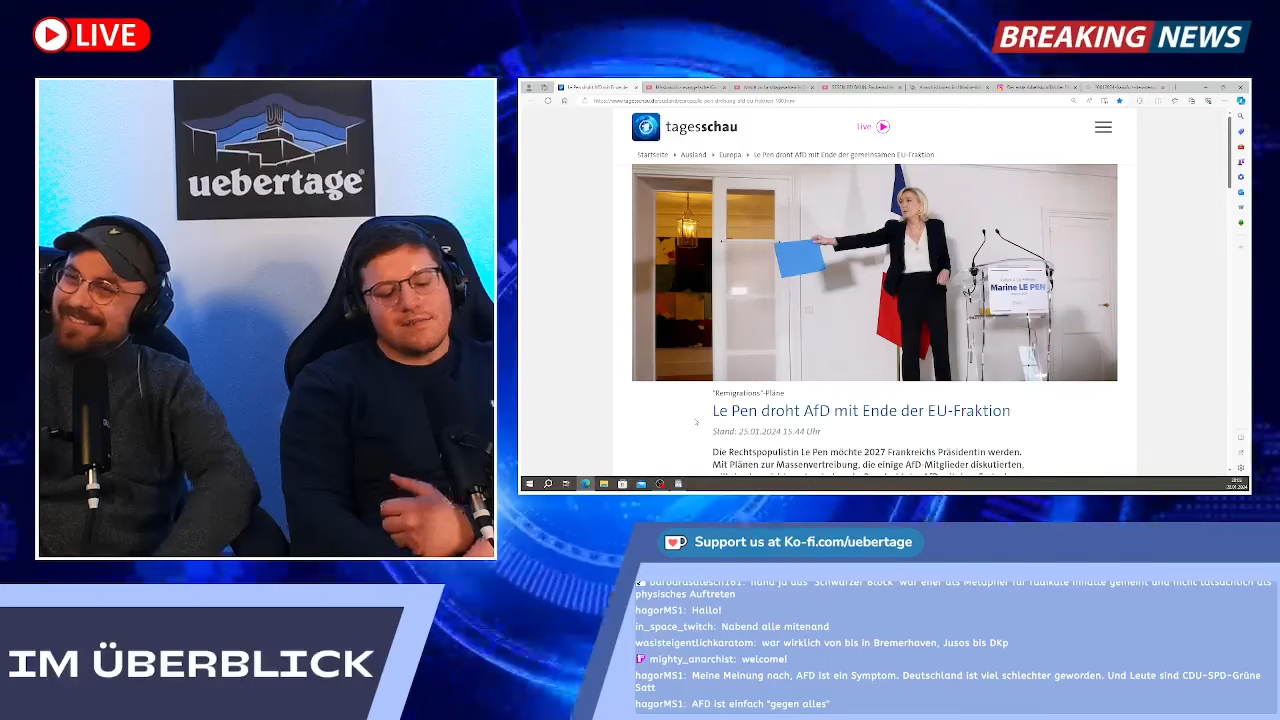 LIVE
BREAKING NEWS
uebertage
tagesschau
Live
Startseite
Ausland
Europa
Le Pen droht AfD mit Ende der gemeinsamen EU-Fraktion
Marine LE PEN
"Remigrations"-Pläne
Le Pen droht AfD mit Ende der EU-Fraktion
Stand: 25.01.2024 15:44 Uhr
Die Rechtspopulistin Le Pen möchte 2027 Frankreichs Präsidentin werden.
Mit Plänen zur Massenvertreibung, die einige AfD-Mitglieder diskutierten,
Support us at Ko-fi.com/uebertage
barbarasalesch161: naha ja das "Schwarzer Block" war eher als Metapher für radikale Inhalte gemeint und nicht tatsächlich als
physisches Auftreten
hagorMS1: Hallo!
in_space_twitch: Nabend alle mitenand
wasisteigentlichkaratom: war wirklich von bis in Bremerhaven, Jusos bis DKp
mighty_anarchist: welcome!
hagorMS1: Meine Meinung nach, AFD ist ein Symptom. Deutschland ist viel schlechter geworden. Und Leute sind CDU-SPD-Grüne
Satt
hagorMS1: AFD ist einfach "gegen alles"
IM ÜBERBLICK